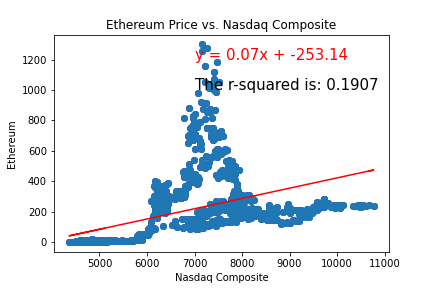 Ethereum Price vs. Nasdaq Composite
y = 0.07x + -253.14
The r-squared is: 0.1907
1200
1000
800
600
400
200
0
Ethereum
5000 6000 7000 8000 9000 10000 11000
Nasdaq Composite